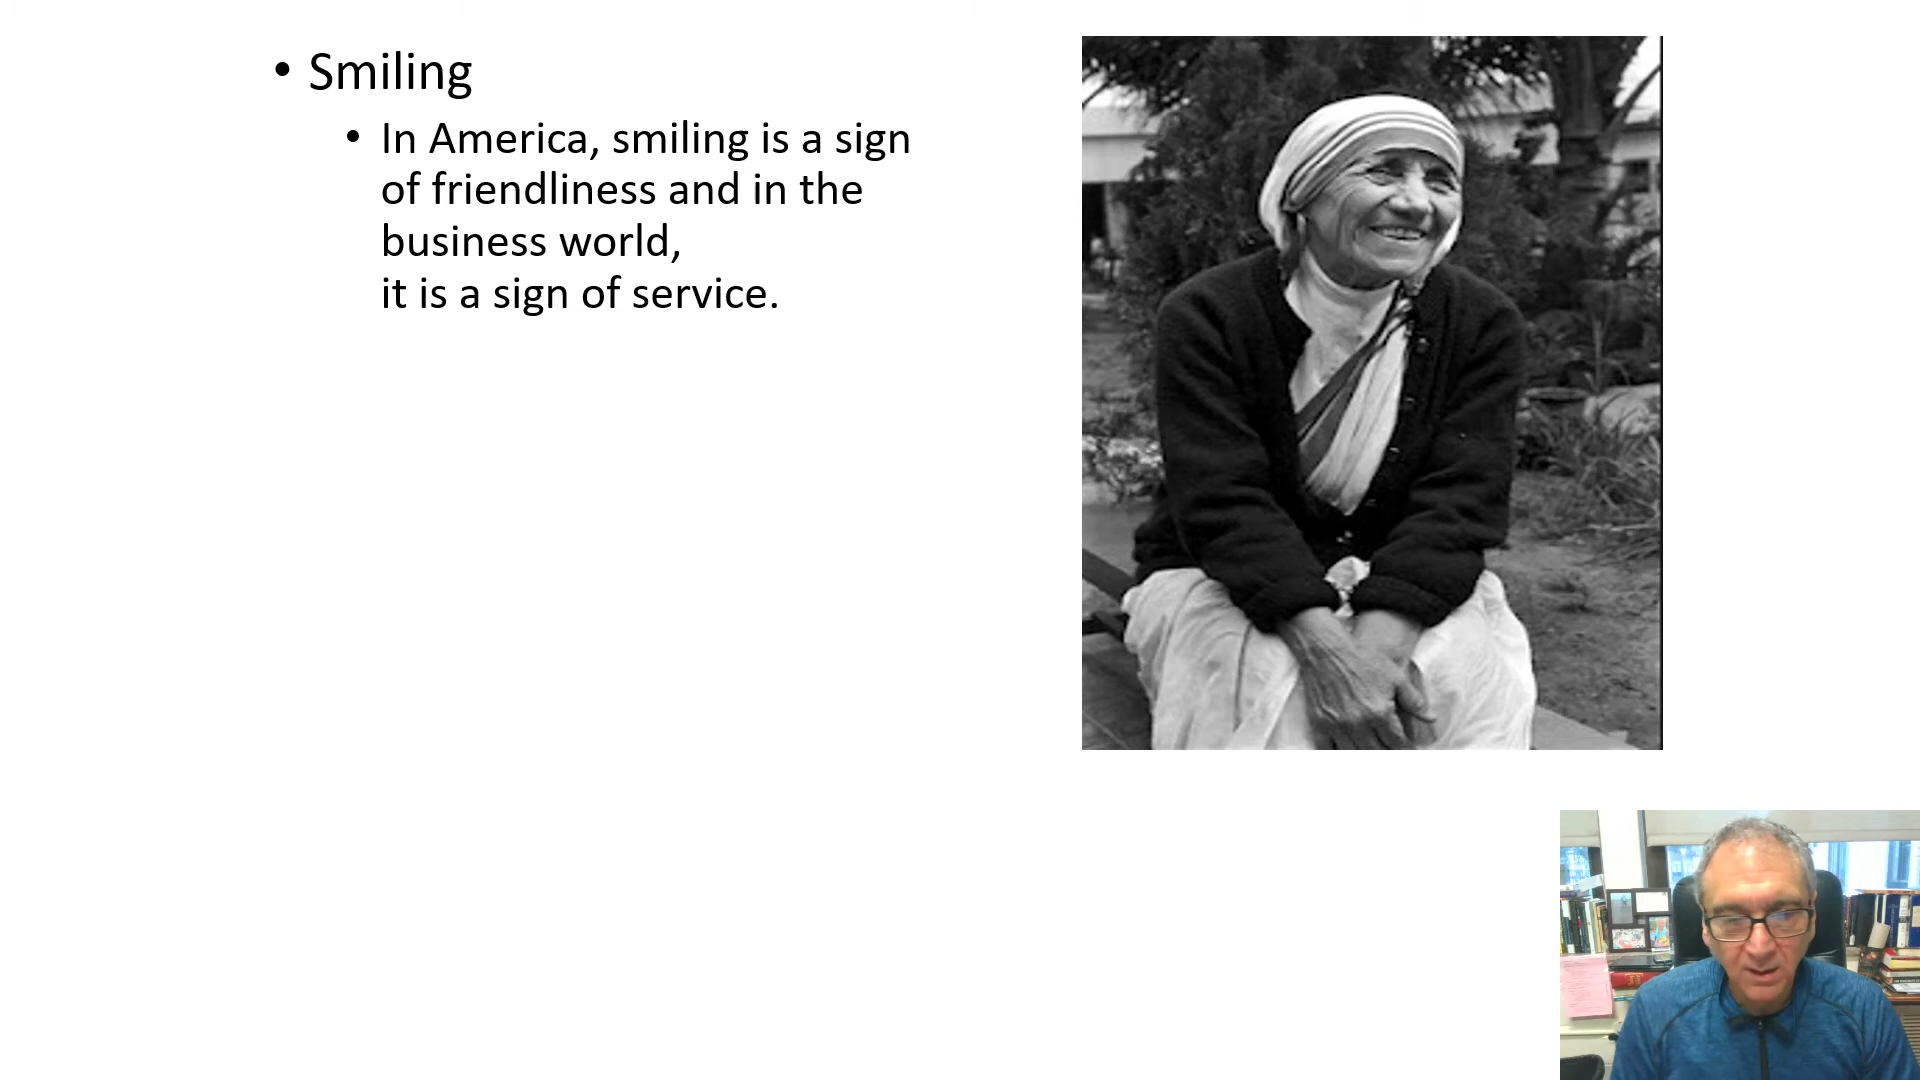 • Smiling
• In America, smiling is a sign
of friendliness and in the
business world,
it is a sign of service.